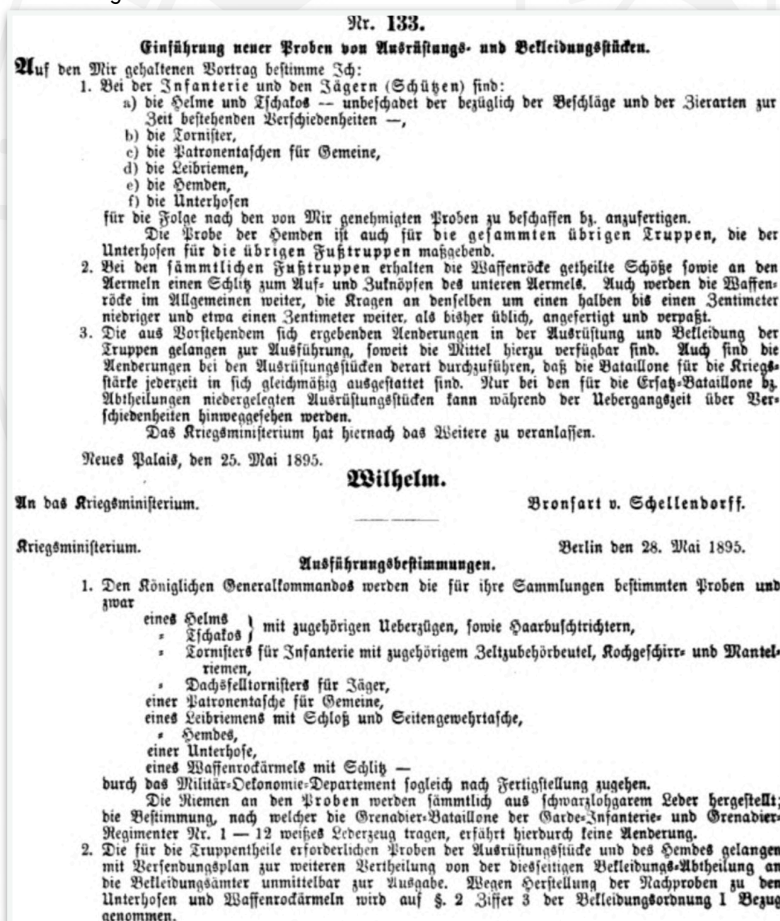 Nr. 133.
Einführung neuer Proben von Ausrüstungs- und Bekleidungsstücken.
Auf den Mir gehaltenen Vortrag bestimme Ich:
1. Bei der Infanterie und den Jägern (Schützen) sind:
a) die Helme und Tschakos — unbeschadet der bezüglich der Beschläge und der Zierarten zur
Zeit bestehenden Verschiedenheiten —,
b) die Tornister,
c) die Patronentaschen für Gemeine,
d) die Leibriemen,
e) die Hemden,
f) die Unterhosen
für die Folge nach den von Mir genehmigten Proben zu beschaffen bz. anzufertigen.
Die Probe der Hemden ist auch für die gesammten übrigen Truppen, die der
Unterhosen für die übrigen Fußtruppen maßgebend.
2. Bei den sämmtlichen Fußtruppen erhalten die Waffenröcke getheilte Schöße sowie an den
Aermeln einen Schlitz zum Auf- und Zuknöpfen des unteren Aermels. Auch werden die Waffen-
röcke im Allgemeinen weiter, die Kragen an denselben um einen halben bis einen Zentimeter
niedriger und etwa einen Zentimeter weiter, als bisher üblich, angefertigt und verpaßt.
3. Die aus Vorstehendem sich ergebenden Aenderungen in der Ausrüstung und Bekleidung der
Truppen gelangen zur Ausführung, soweit die Mittel hierzu verfügbar sind. Auch sind die
Aenderungen bei den Ausrüstungsstücken derart durchzuführen, daß die Bataillone für die Kriegs-
stärke jederzeit in sich gleichmäßig ausgestattet sind. Nur bei den für die Ersatz-Bataillone bz.
Abtheilungen niedergelegten Ausrüstungsstücken kann während der Uebergangszeit über Ver-
schiedenheiten hinweggesehen werden.
Das Kriegsministerium hat hiernach das Weitere zu veranlassen.
Neues Palais, den 25. Mai 1895.
Wilhelm.
An das Kriegsministerium. Bronsart v. Schellendorff.
Kriegsministerium. Berlin den 28. Mai 1895.
Ausführungsbestimmungen.
1. Den Königlichen Generalkommandos werden die für ihre Sammlungen bestimmten Proben und
zwar
eines Helms
„ Tschakos } mit zugehörigen Ueberzügen, sowie Haarbuschtrichtern,
„ Tornisters für Infanterie mit zugehörigem Zeltzubehörbeutel, Kochgeschirr- und Mantel-
riemen,
„ Dachsfelltornisters für Jäger,
einer Patronentasche für Gemeine,
eines Leibriemens mit Schloß und Seitengewehrtasche,
„ Hemdes,
einer Unterhose,
eines Waffenrockärmels mit Schlitz —
durch das Militär-Oekonomie-Departement sogleich nach Fertigstellung zugehen.
Die Riemen an den Proben werden sämmtlich aus schwarzlohgarem Leder hergestellt;
die Bestimmung, nach welcher die Grenadier-Bataillone der Garde-Infanterie- und Grenadier-
Regimenter Nr. 1 — 12 weißes Lederzeug tragen, erfährt hierdurch keine Aenderung.
2. Die für die Truppentheile erforderlichen Proben der Ausrüstungsstücke und des Hemdes gelangen
mit Versendungsplan zur weiteren Vertheilung von der diesseitigen Bekleidungs-Abtheilung an
die Bekleidungsämter unmittelbar zur Ausgabe. Wegen Herstellung der Nachproben zu den
Unterhosen und Waffenrockärmeln wird auf §. 2 Ziffer 3 der Bekleidungsordnung I Bezug
genommen.